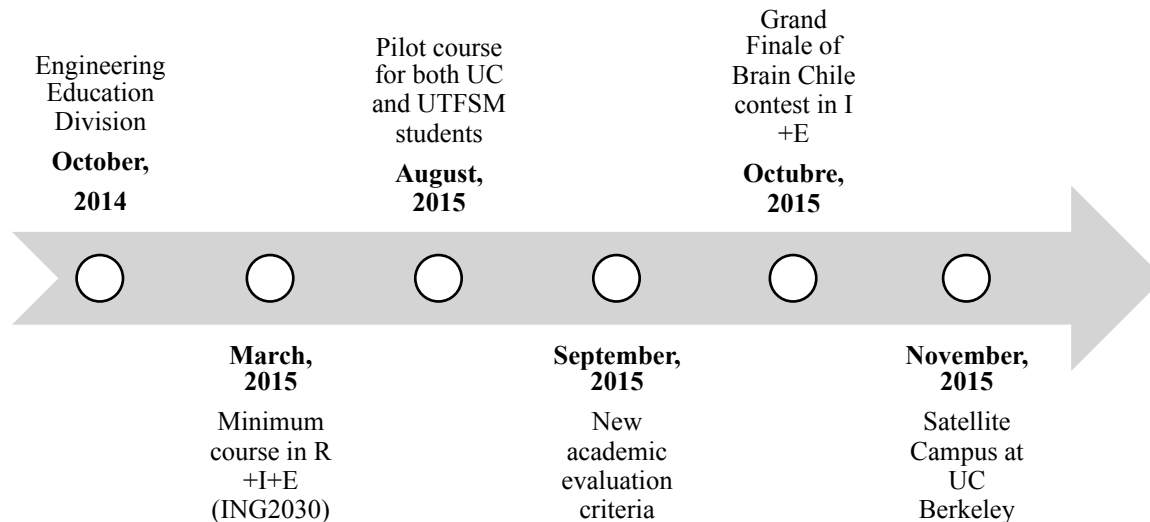 Engineering
Education
Division
October,
2014
March,
2015
Minimum
course in R
+I+E
(ING2030)
Pilot course
for both UC
and UTFSM
students
August,
2015
September,
2015
New
academic
evaluation
criteria
Grand
Finale of
Brain Chile
contest in I
+E
Octubre,
2015
November,
2015
Satellite
Campus at
UC
Berkeley